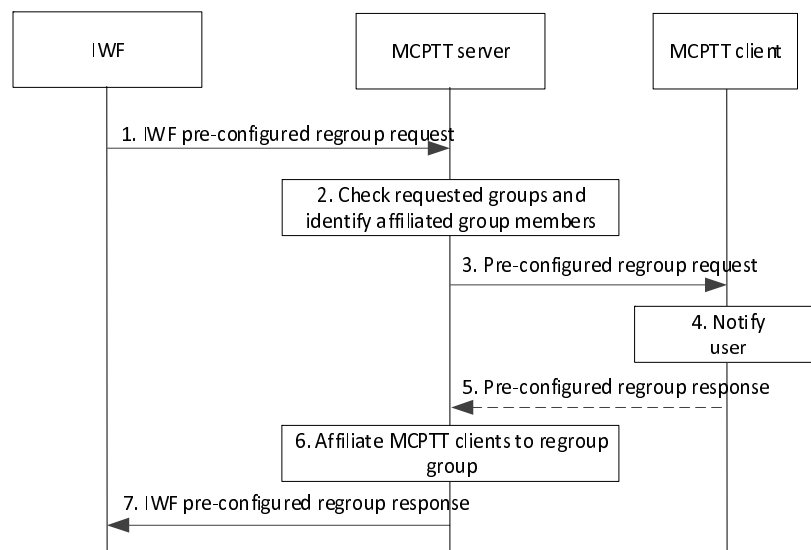 IWF
MCPTT server
MCPTT client
1. IWF pre-configured regroup request
2. Check requested groups and
identify affiliated group members
3. Pre-configured regroup request
4. Notify
user
5. Pre-configured regroup response
6. Affiliate MCPTT clients to regroup
group
7. IWF pre-configured regroup response